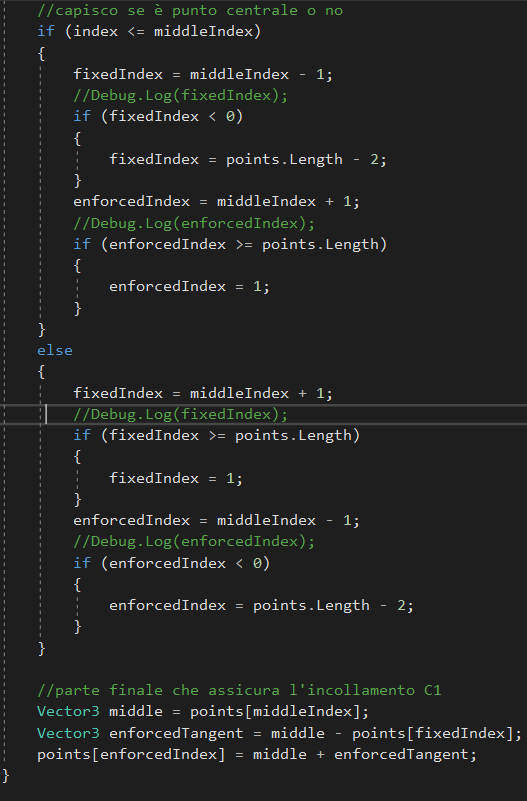 //capisco se è punto centrale o no
if (index <= middleIndex)
{
fixedIndex = middleIndex - 1;
//Debug.Log(fixedIndex);
if (fixedIndex < 0)
{
fixedIndex = points.Length - 2;
}
enforcedIndex = middleIndex + 1;
//Debug.Log(enforcedIndex);
if (enforcedIndex >= points.Length)
{
enforcedIndex = 1;
}
}
else
{
fixedIndex = middleIndex + 1;
//Debug.Log(fixedIndex);
if (fixedIndex >= points.Length)
{
fixedIndex = 1;
}
enforcedIndex = middleIndex - 1;
//Debug.Log(enforcedIndex);
if (enforcedIndex < 0)
{
enforcedIndex = points.Length - 2;
}
}
//parte finale che assicura l'incollamento C1
Vector3 middle = points[middleIndex];
Vector3 enforcedTangent = middle - points[fixedIndex];
points[enforcedIndex] = middle + enforcedTangent;
}